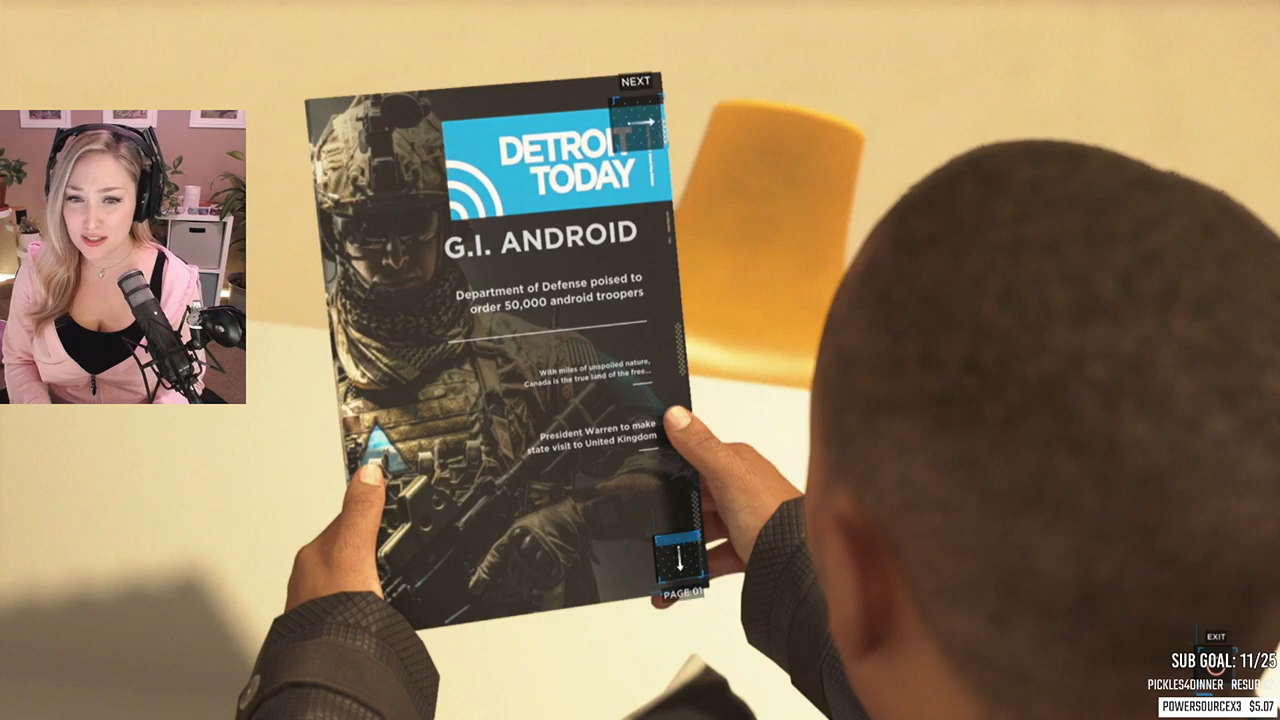 NEXT
DETROIT
TODAY
G.I. ANDROID
Department of Defense poised to
order 50,000 android troopers
With miles of unspoiled nature,
Canada is the true land of the free...
President Warren to make
state visit to United Kingdom
PAGE 01
EXIT
SUB GOAL: 11/25
PICKLES4DINNER RESUB
POWERSOURCEX3 $5.07